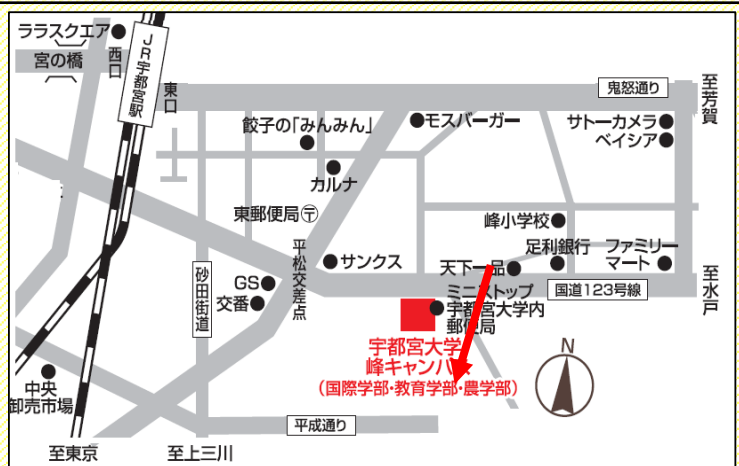 ララスクエア
宮の橋
西口
JR宇都宮駅
東口
鬼怒通り
至芳賀
餃子の「みんみん」
モスバーガー
サトーカメラ
ベイシア
カルナ
東郵便局〒
峰小学校
平松交差点
サンクス
天下一品
足利銀行
ファミリー
マート
砂田街道
GS
交番
国道123号線
至水戸
ミニストップ
宇都宮大学内
郵便局
宇都宮大学
峰キャンパス
(国際学部・教育学部・農学部)
N
中央
卸売市場
平成通り
至東京
至上三川